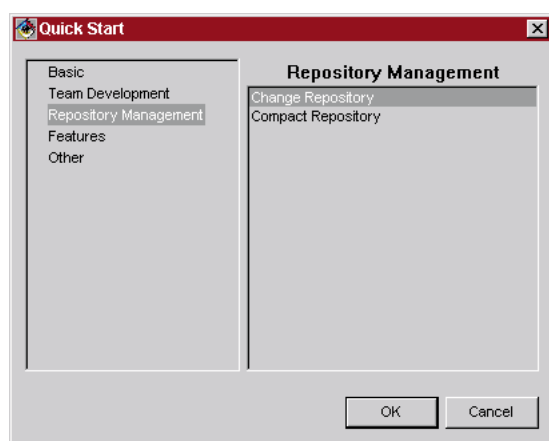 Quick Start
Basic
Team Development
Repository Management
Features
Other
Repository Management
Change Repository
Compact Repository
OK
Cancel